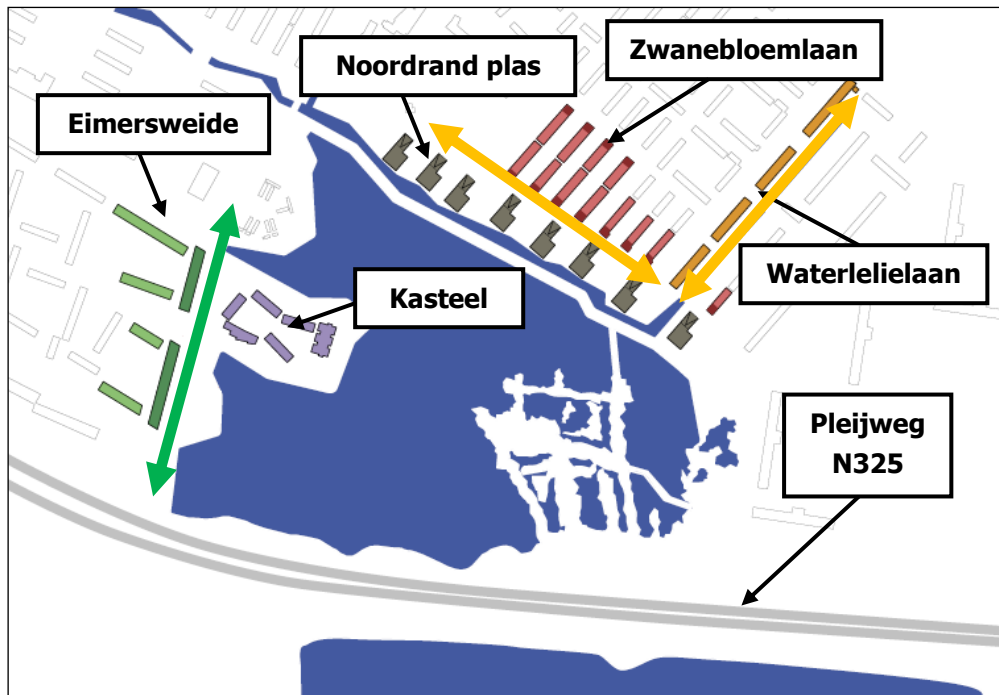 Zwanebloemlaan
Noordrand plas
Eimersweide
Waterlelielaan
Kasteel
Pleijweg
N325